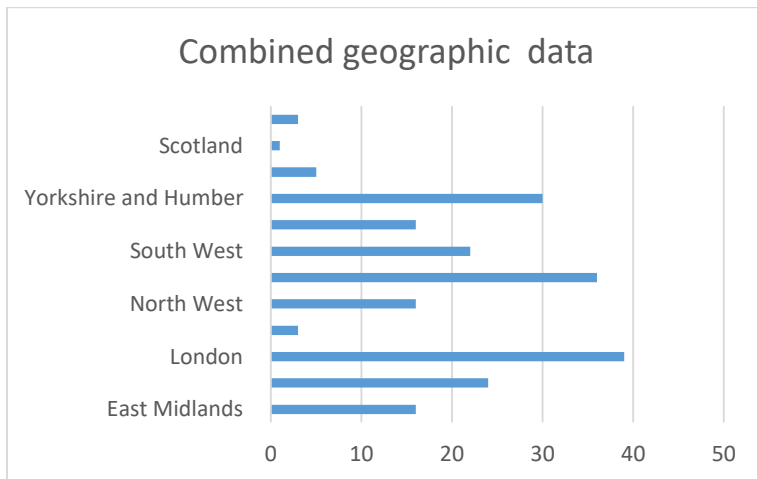 Combined geographic data
Scotland
Yorkshire and Humber
South West
North West
London
East Midlands
0 10 20 30 40 50